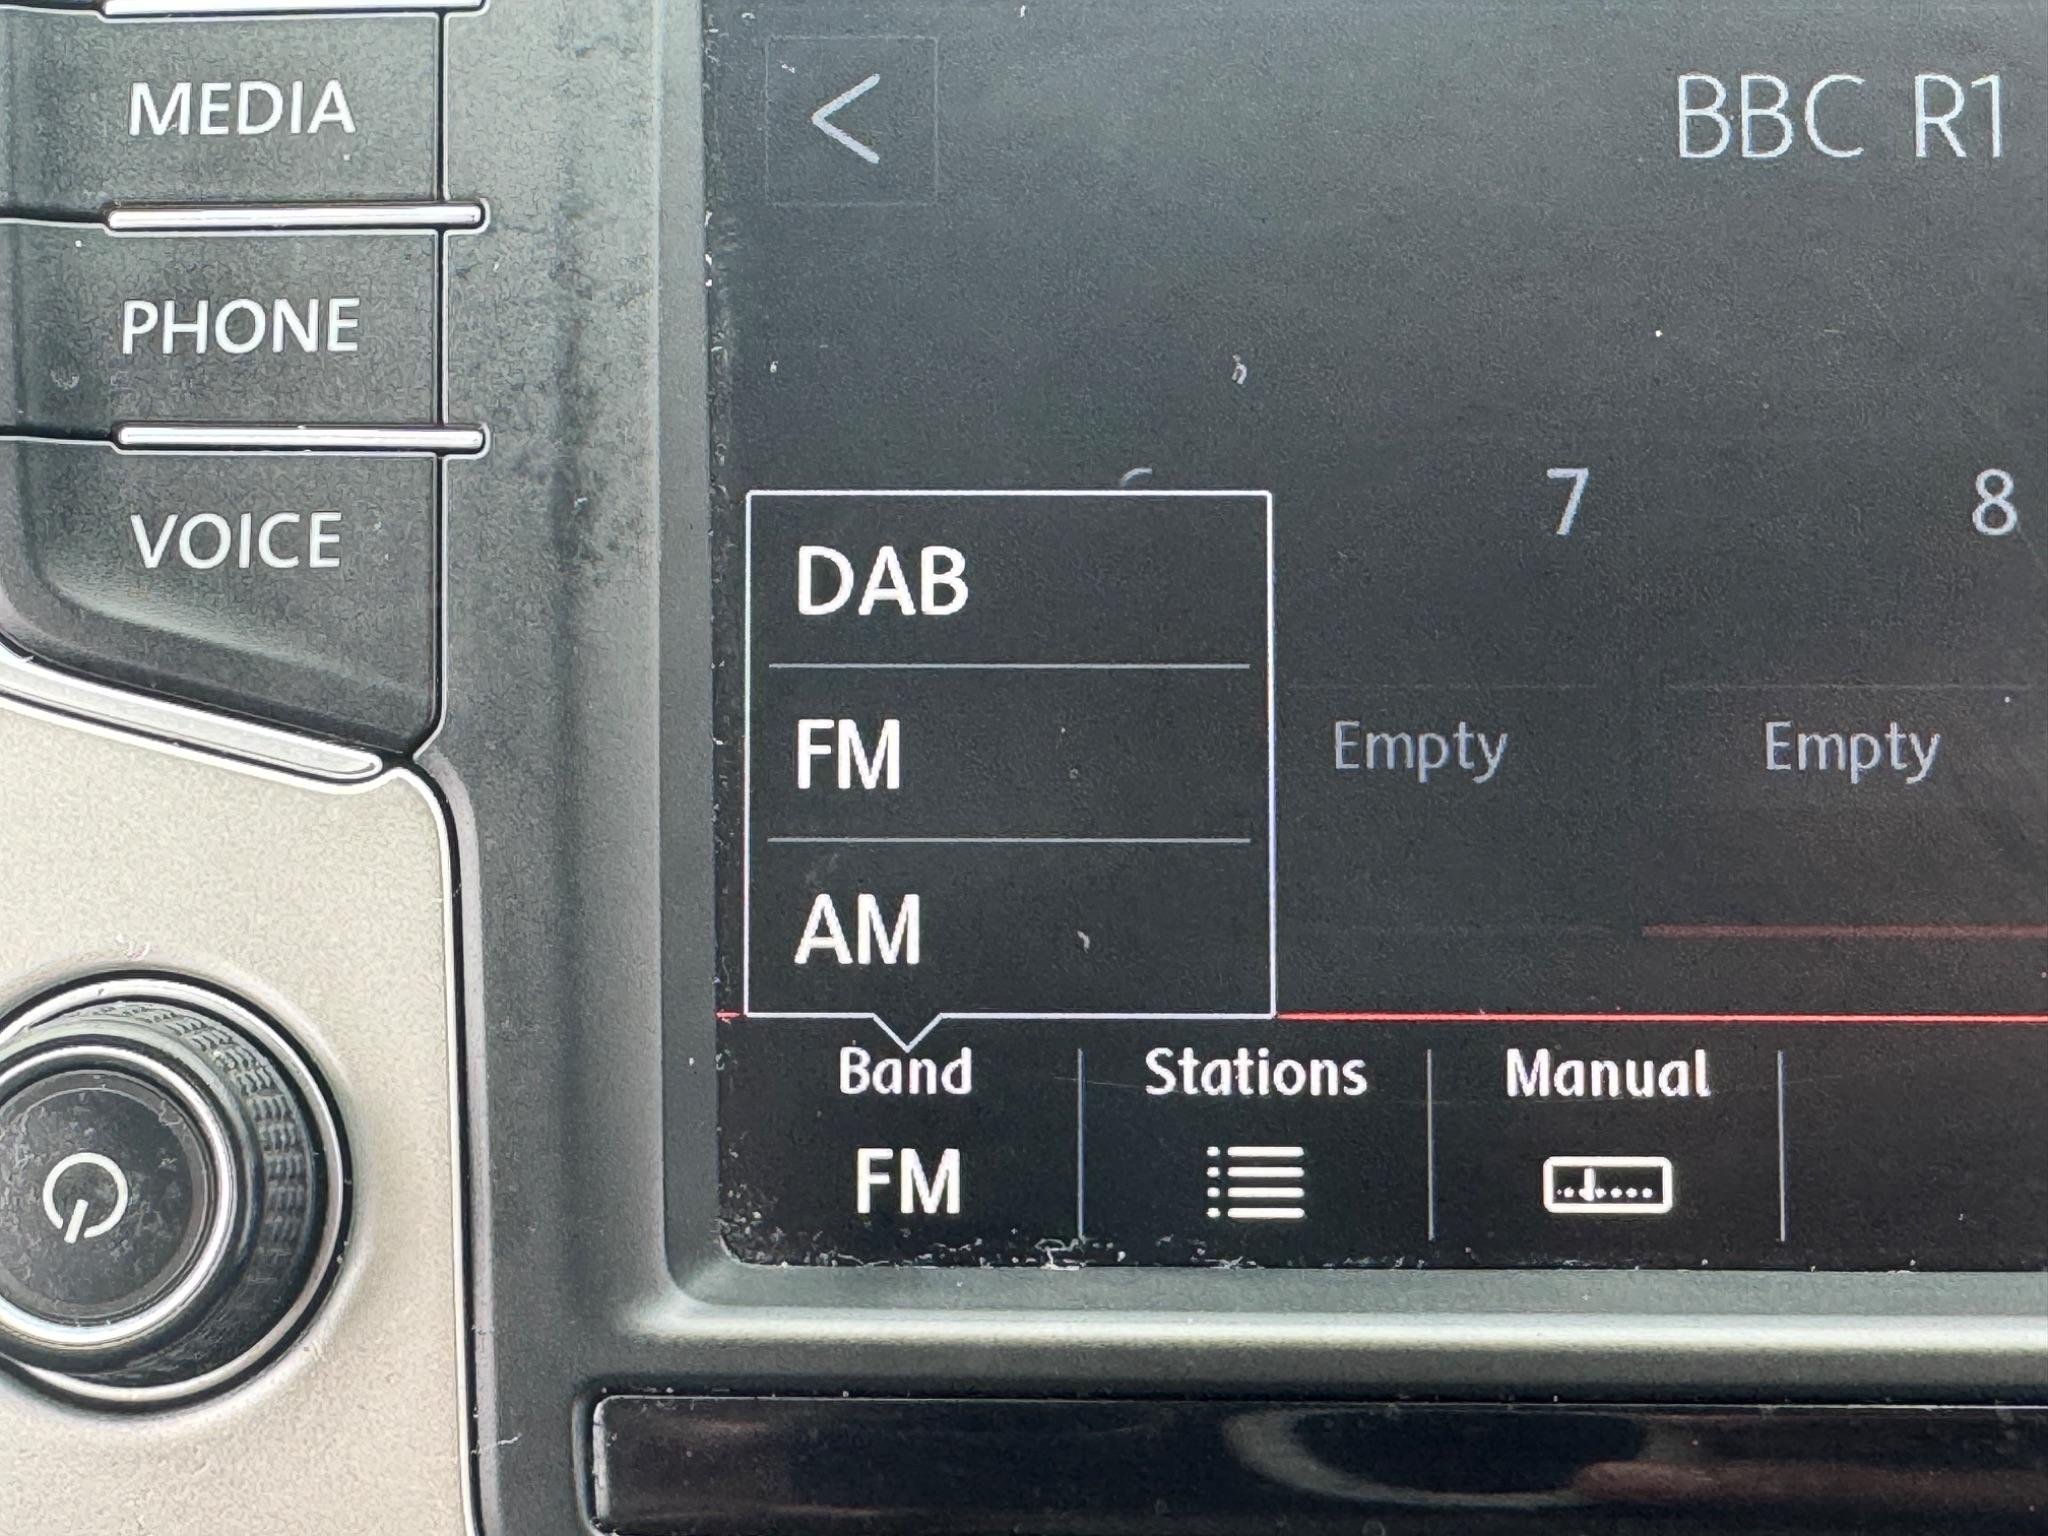 MEDIA
PHONE
VOICE
BBC R1
7
8
DAB
FM
AM
Empty
Empty
Band
Stations
Manual
FM